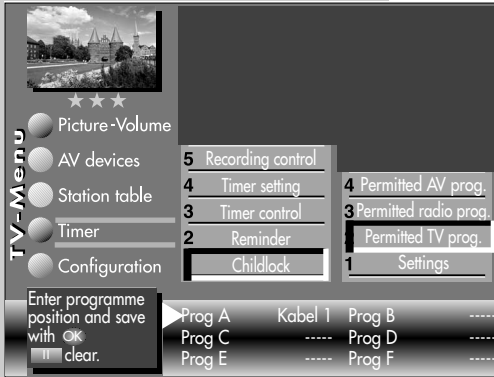 TV-Menu
Picture-Volume
AV devices
Station table
Timer
Configuration
5 Recording control
4 Timer setting
3 Timer control
2 Reminder
Childlock
4 Permitted AV prog.
3 Permitted radio prog.
Permitted TV prog.
1 Settings
Enter programme
position and save
with OK
II clear.
Prog A Kabel 1 Prog B -----
Prog C ----- Prog D -----
Prog E ----- Prog F -----